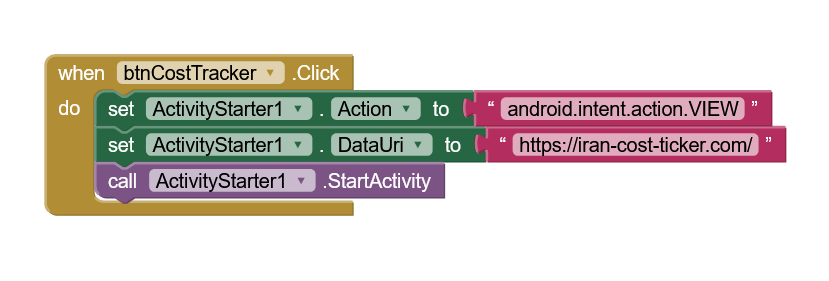 when btnCostTracker .Click
do set ActivityStarter1 . Action to “ android.intent.action.VIEW ”
set ActivityStarter1 . DataUri to “ https://iran-cost-ticker.com/ ”
call ActivityStarter1 .StartActivity